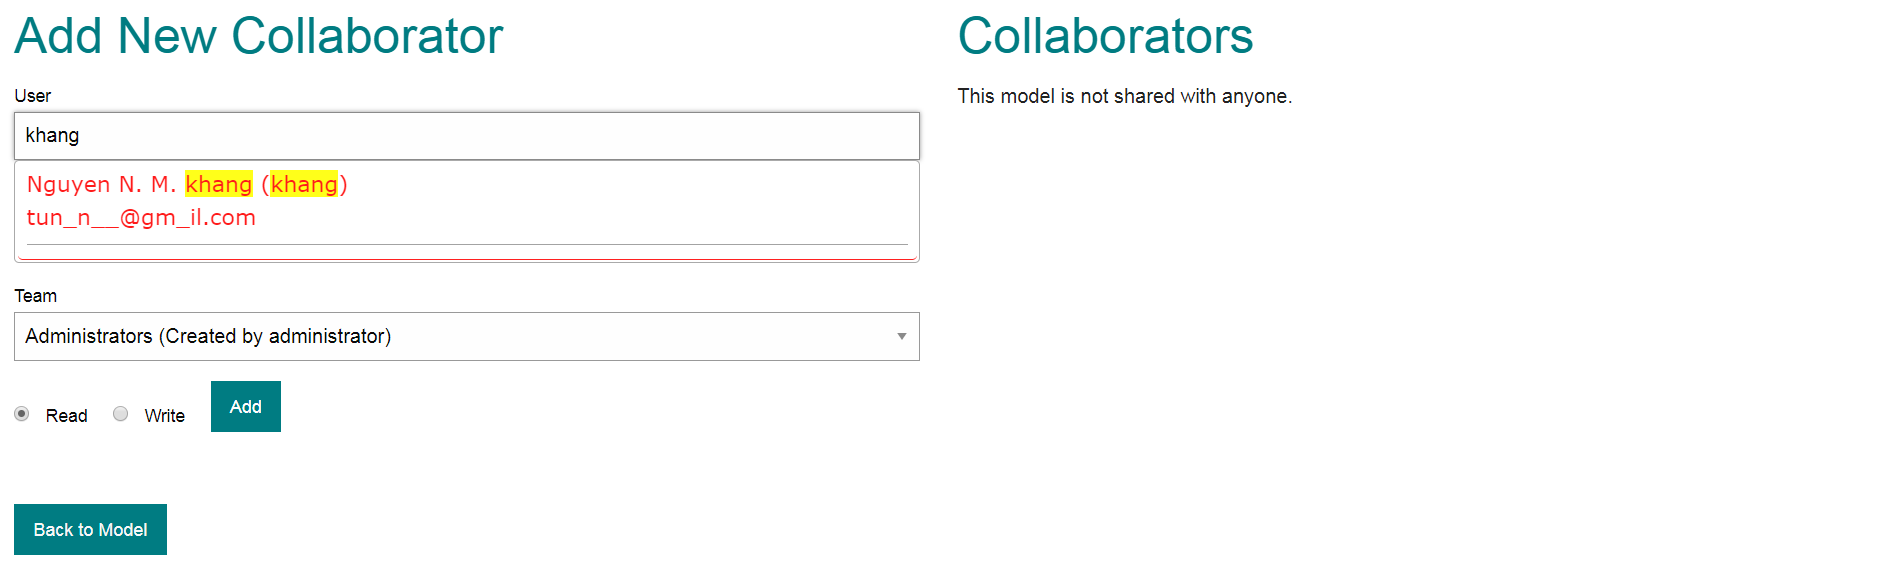 Add New Collaborator
User
khang
Nguyen N. M. khang (khang)
tun_n__@gm_il.com
Team
Administrators (Created by administrator)
Read Write Add
Back to Model
Collaborators
This model is not shared with anyone.